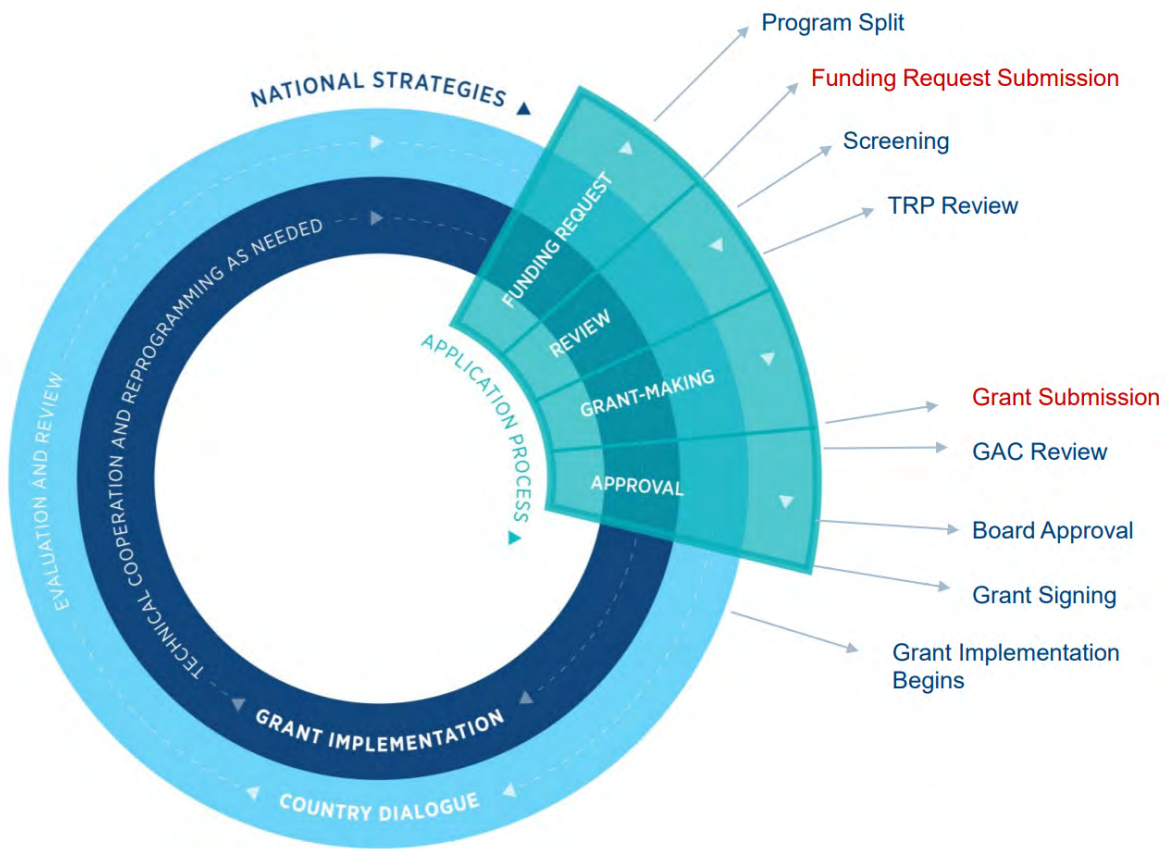 Program Split
Funding Request Submission
NATIONAL STRATEGIES
Screening
TRP Review
FUNDING REQUEST
REVIEW
GRANT-MAKING
APPROVAL
APPLICATION PROCESS
TECHNICAL COOPERATION AND REPROGRAMMING AS NEEDED
EVALUATION AND REVIEW
Grant Submission
GAC Review
Board Approval
Grant Signing
Grant Implementation
Begins
GRANT IMPLEMENTATION
COUNTRY DIALOGUE